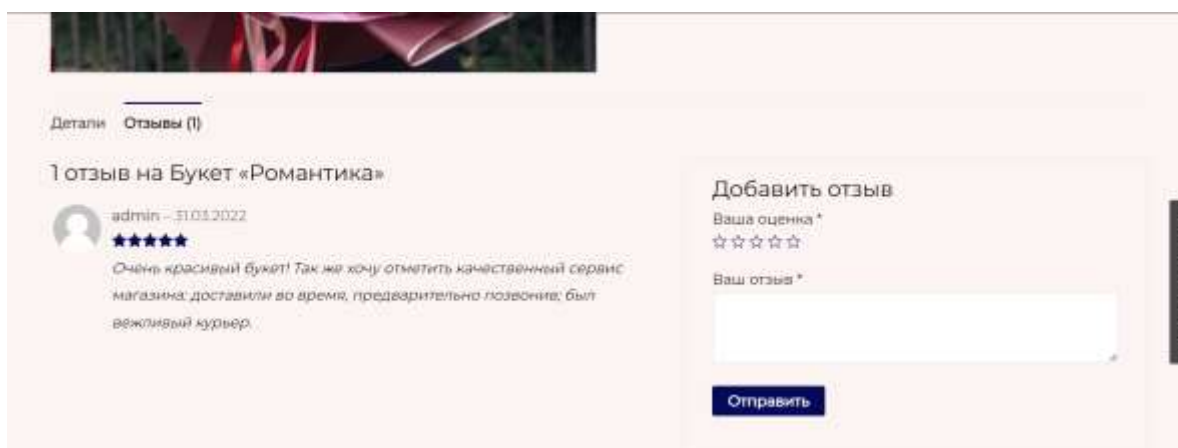 Детали Отзывы (1)
1 отзыв на Букет «Романтика»
admin – 31.03.2022
Очень красивый букет! Так же хочу отметить качественный сервис
магазина: доставили во время, предварительно позвонив; был
вежливый курьер.
Добавить отзыв
Ваша оценка *
Ваш отзыв *
Отправить